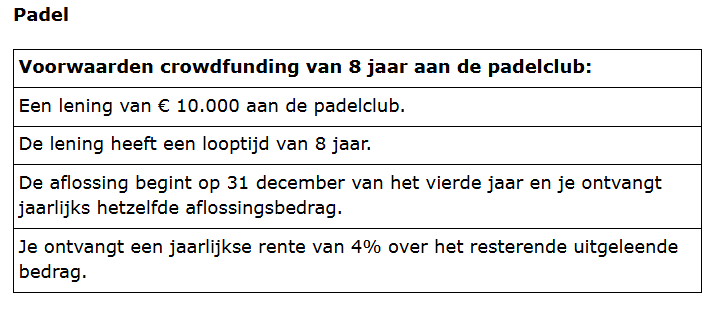 Padel
Voorwaarden crowdfunding van 8 jaar aan de padelclub:
Een lening van € 10.000 aan de padelclub.
De lening heeft een looptijd van 8 jaar.
De aflossing begint op 31 december van het vierde jaar en je ontvangt
jaarlijks hetzelfde aflossingsbedrag.
Je ontvangt een jaarlijkse rente van 4% over het resterende uitgeleende
bedrag.